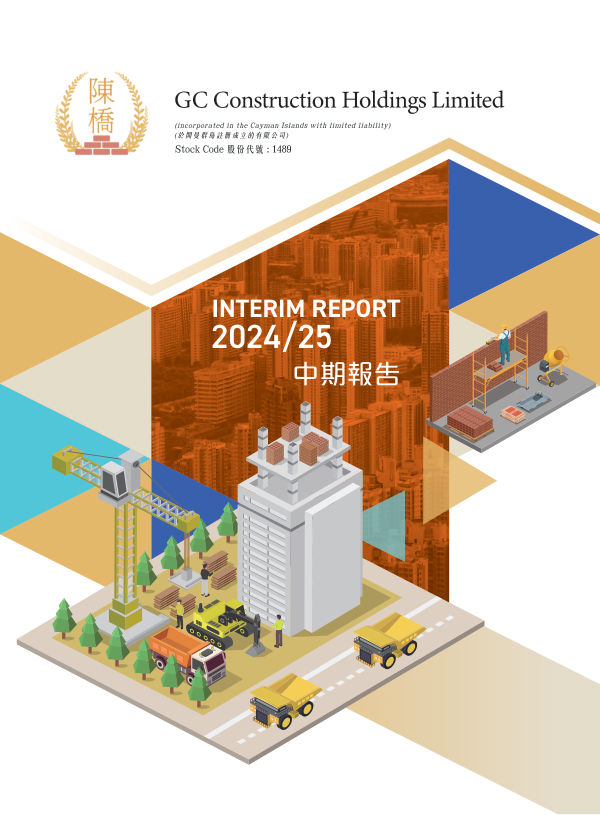 陳橋
GC Construction Holdings Limited
(incorporated in the Cayman Islands with limited liability)
(於開曼群島註冊成立的有限公司)
Stock Code 股份代號：1489
INTERIM REPORT
2024/25
中期報告